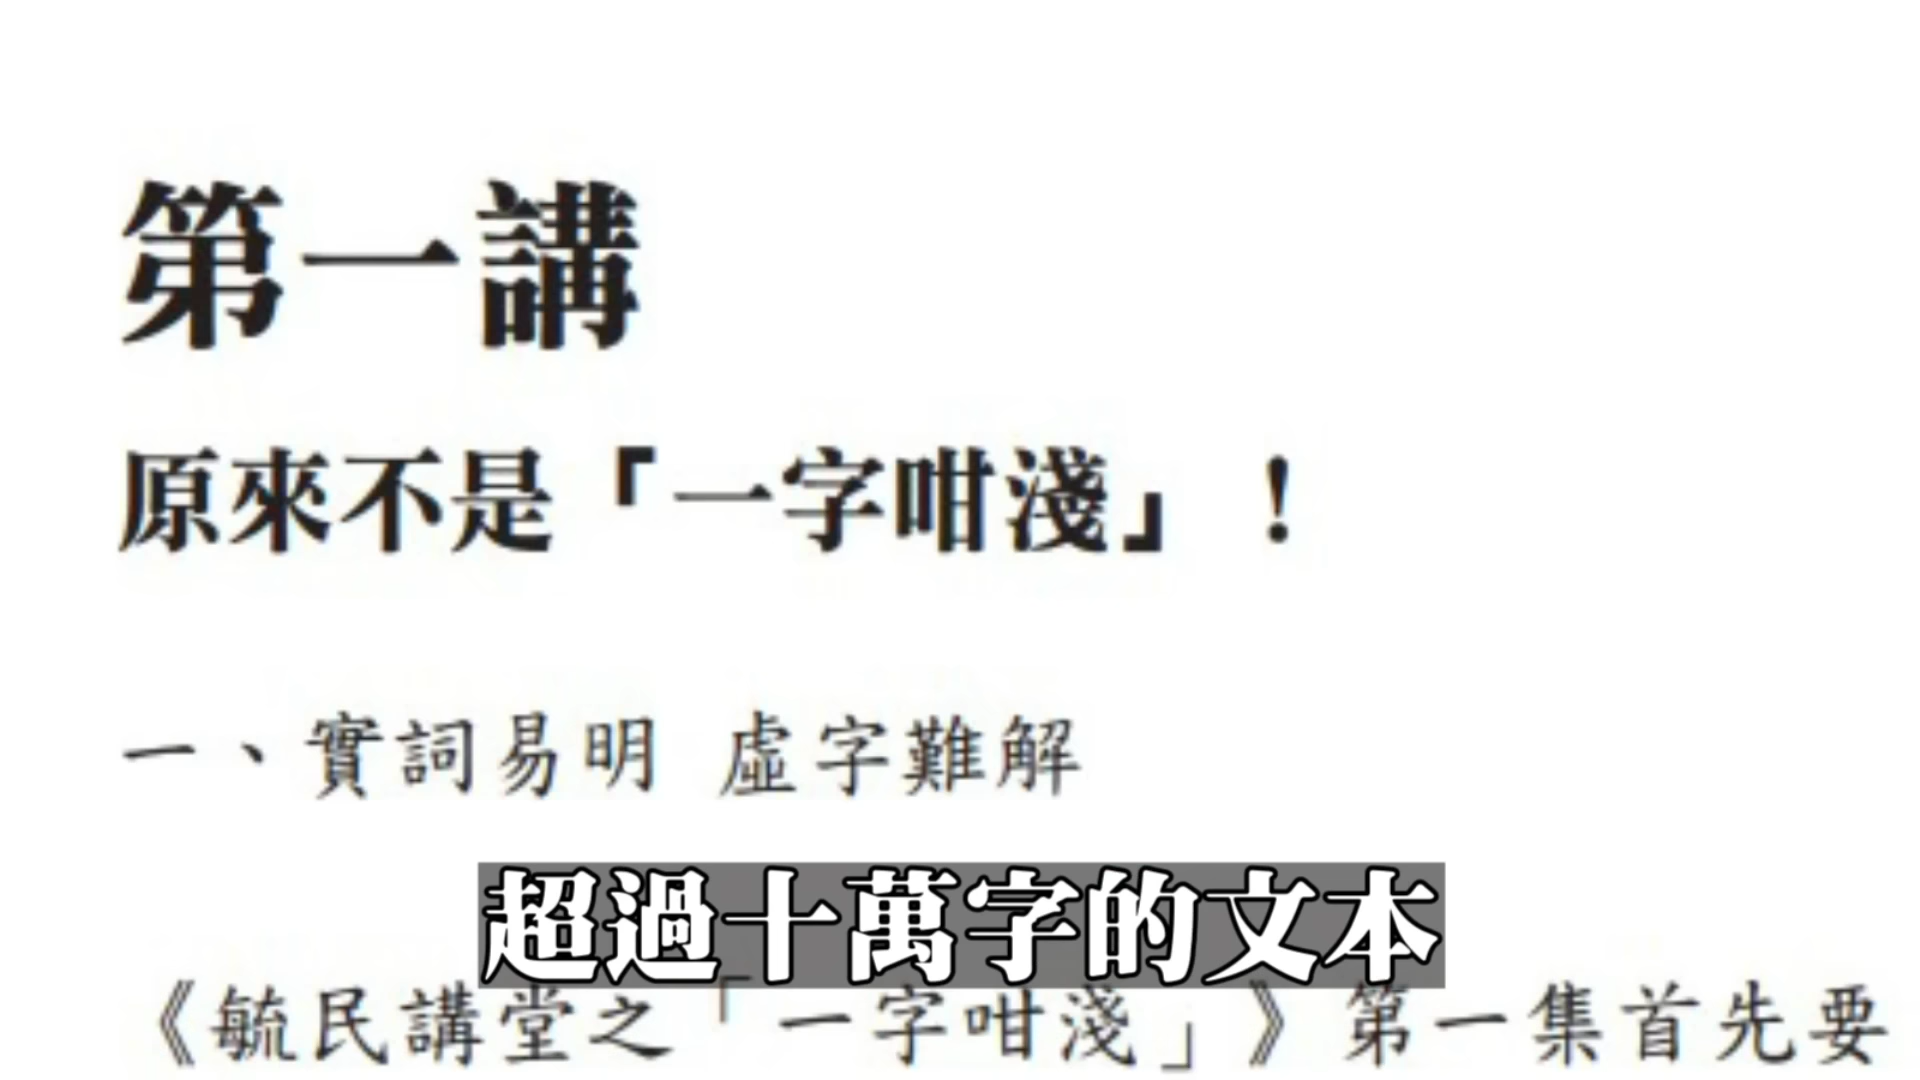 第一講
原來不是「一字咁淺」！
一、實詞易明 虛字難解
超過十萬字的文本
《毓民講堂之「一字咁淺」》第一集首先要